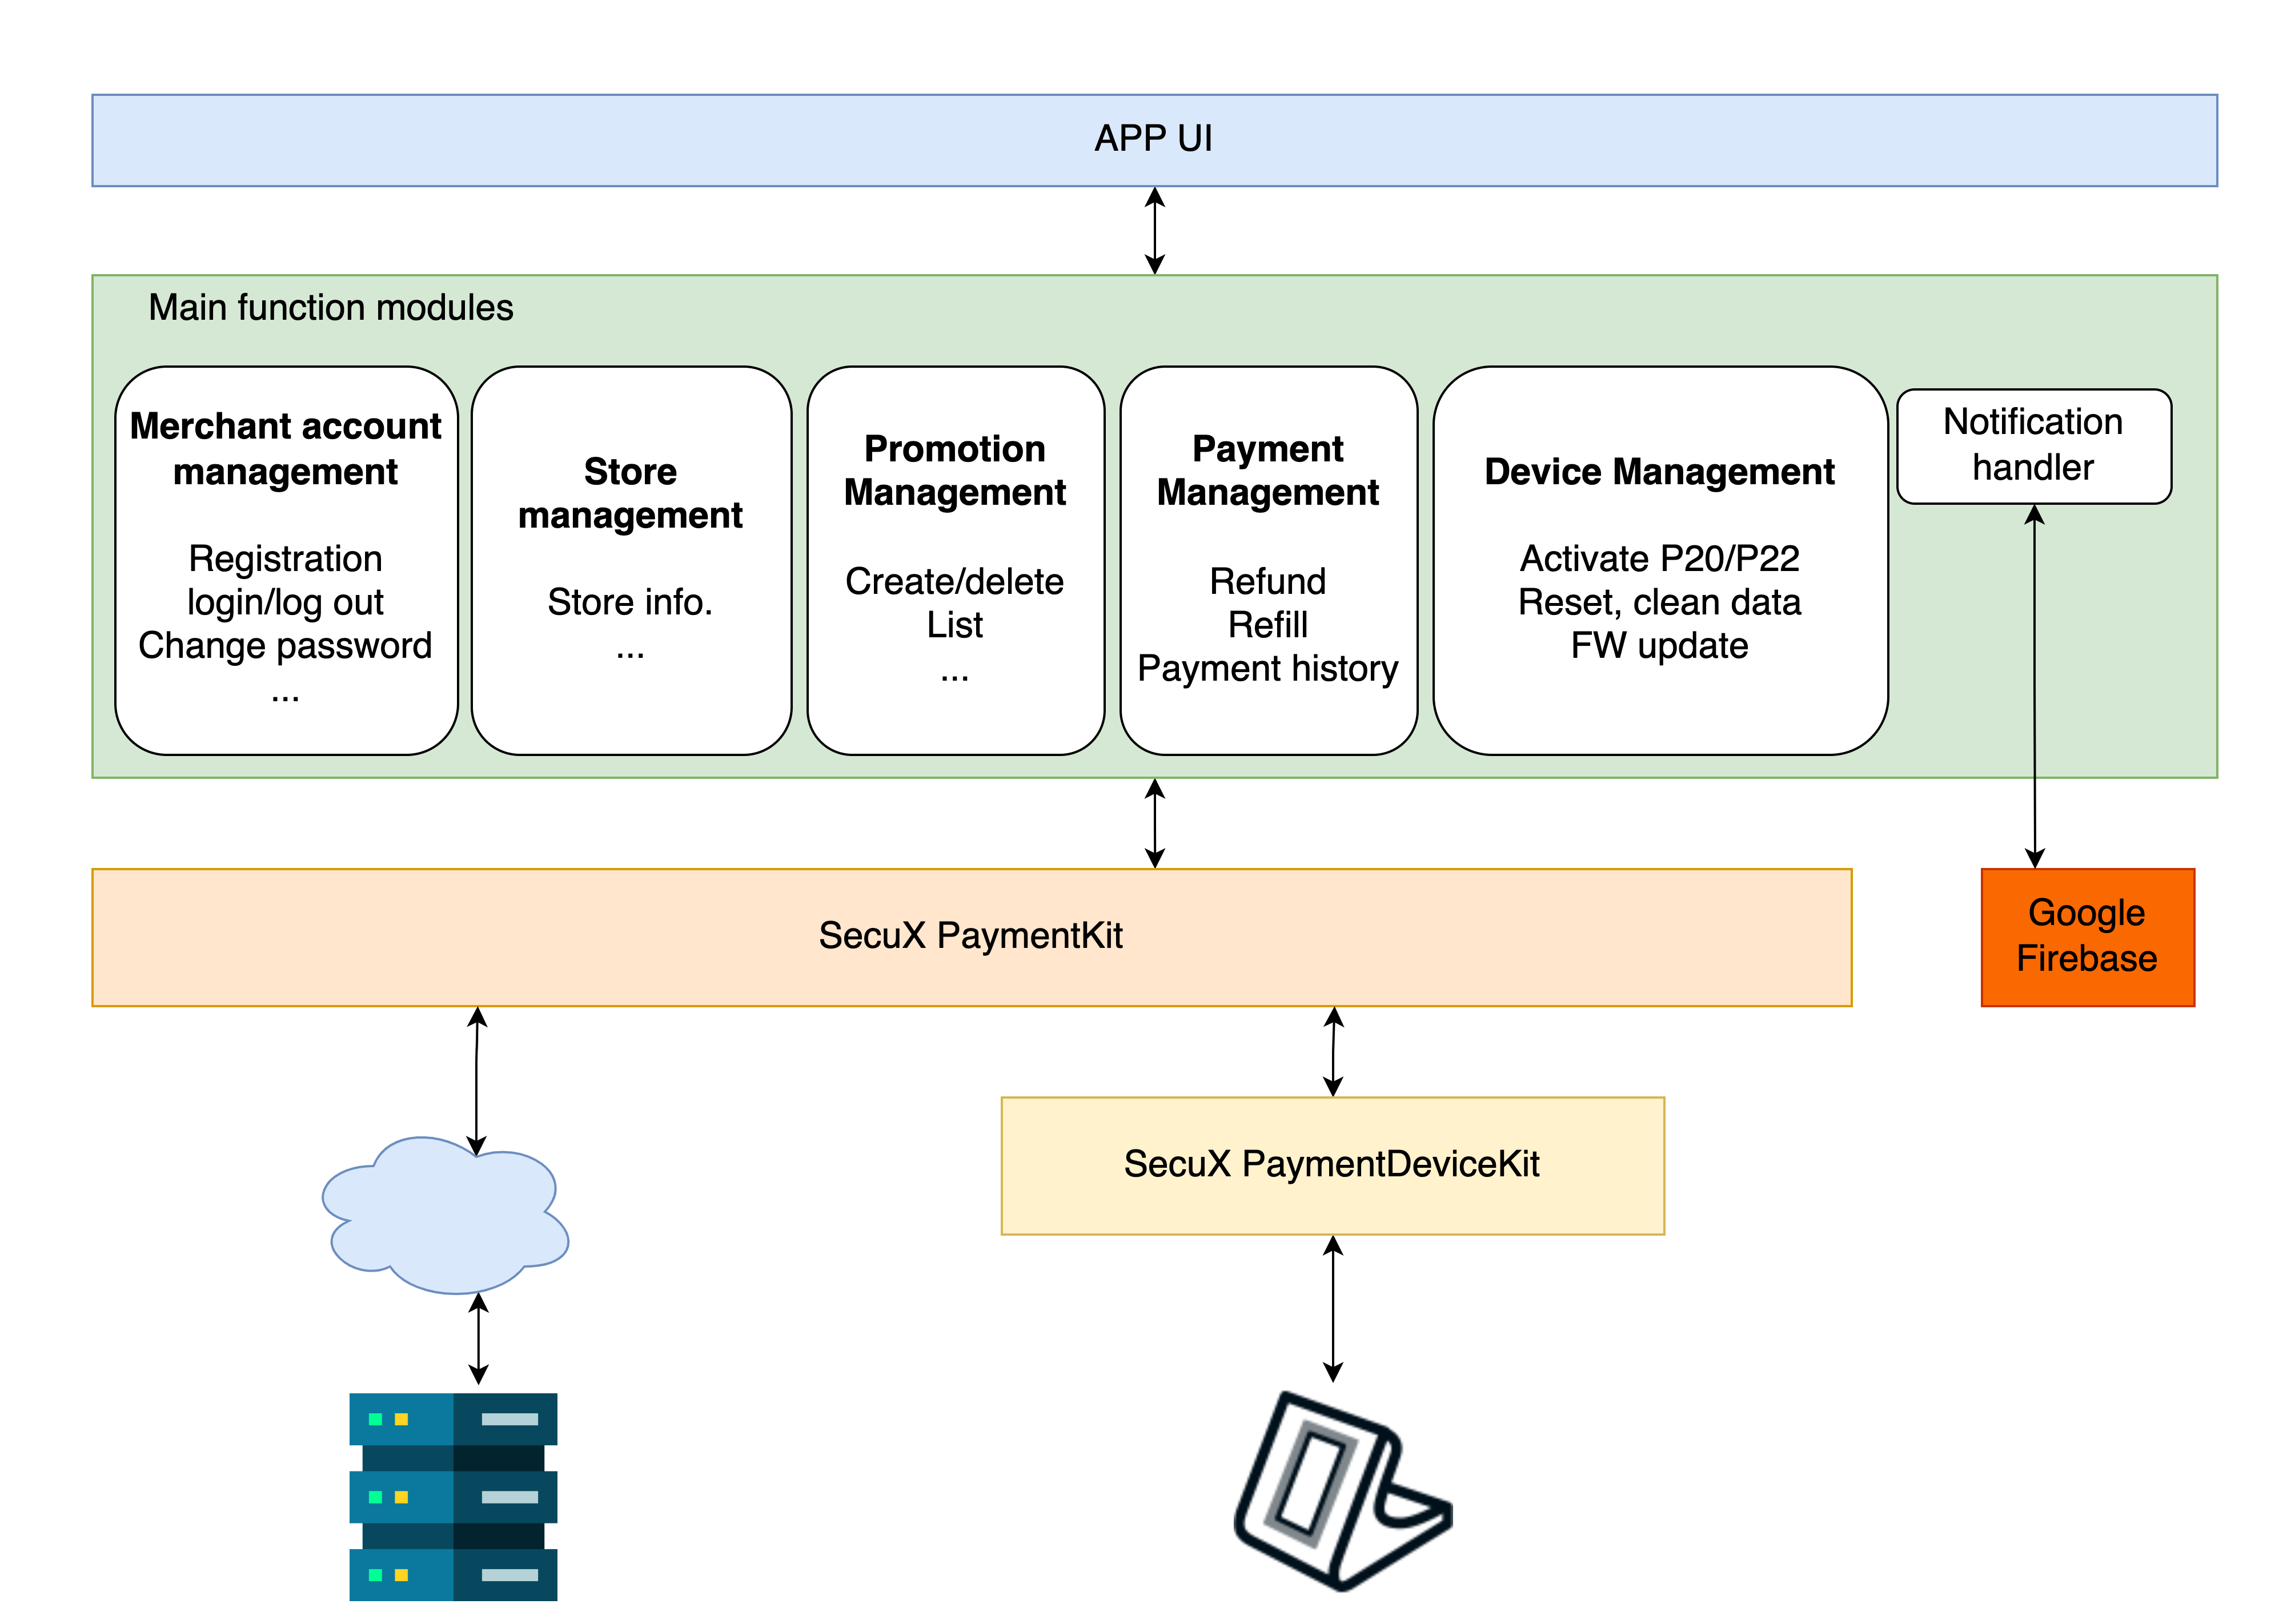 APP UI
Main function modules
Merchant account
management
Registration
login/log out
Change password
...
Store
management
Store info.
...
Promotion
Management
Create/delete
List
...
Payment
Management
Refund
Refill
Payment history
Device Management
Activate P20/P22
Reset, clean data
FW update
Notification
handler
SecuX PaymentKit
Google
Firebase
SecuX PaymentDeviceKit